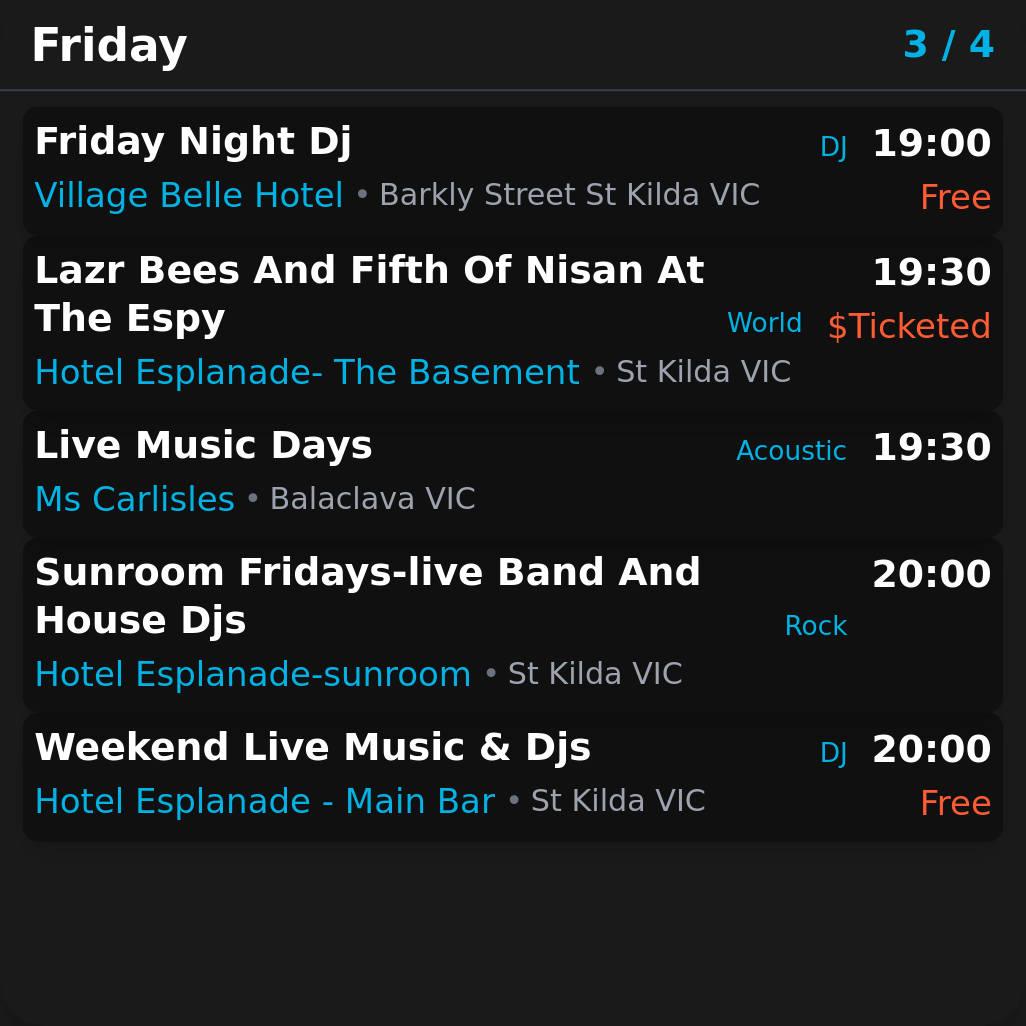 Friday 3 / 4
Friday Night Dj DJ 19:00
Village Belle Hotel • Barkly Street St Kilda VIC Free
Lazr Bees And Fifth Of Nisan At 19:30
The Espy World $Ticketed
Hotel Esplanade- The Basement • St Kilda VIC
Live Music Days Acoustic 19:30
Ms Carlisles • Balaclava VIC
Sunroom Fridays-live Band And 20:00
House Djs Rock
Hotel Esplanade-sunroom • St Kilda VIC
Weekend Live Music & Djs DJ 20:00
Hotel Esplanade - Main Bar • St Kilda VIC Free